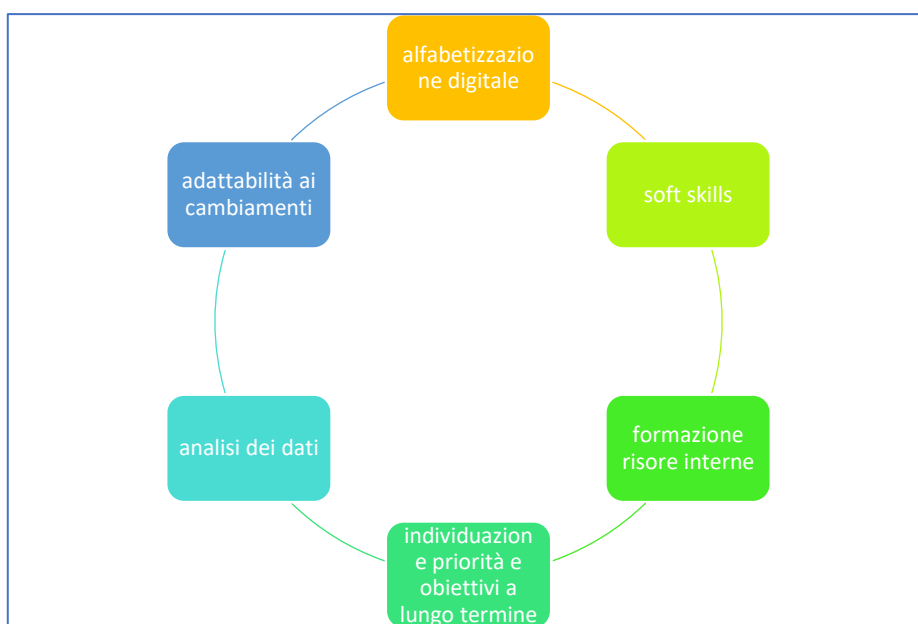 alfabetizzazio
ne digitale
soft skills
formazione
risore interne
individuazion
e priorità e
obiettivi a
lungo termine
analisi dei dati
adattabilità ai
cambiamenti